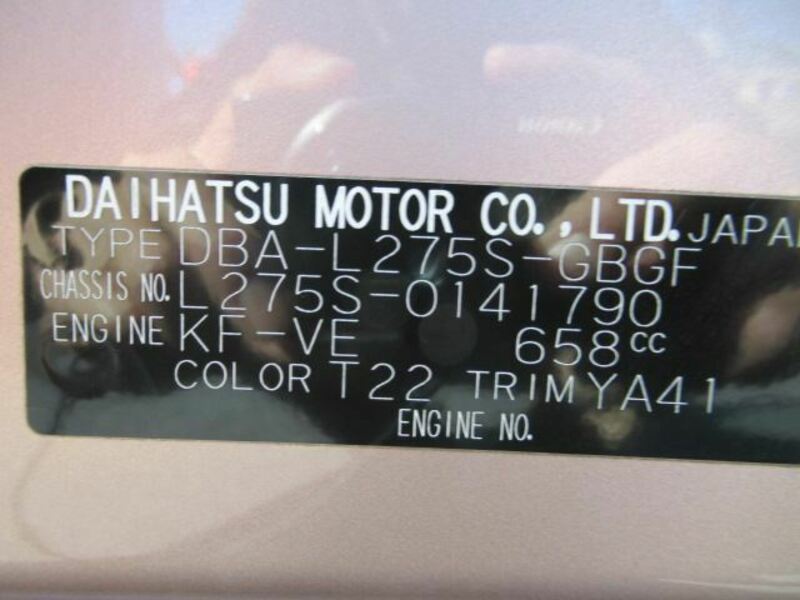 DAIHATSU MOTOR CO., LTD. JAPAN
TYPE DBA-L275S-GBGF
CHASSIS NO. L275S-0141790
ENGINE KF-VE 658cc
COLOR T22 TRIM YA41
ENGINE NO.